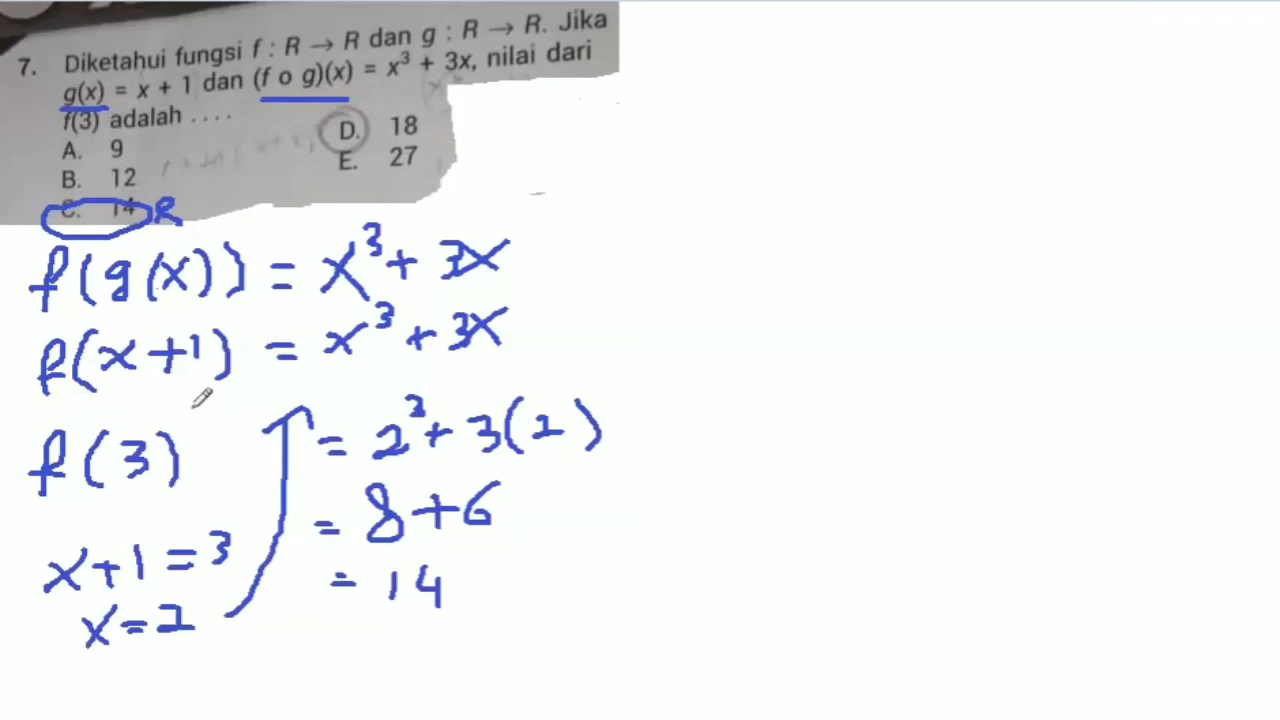 7. Diketahui fungsi f : R → R dan g : R → R. Jika
g(x) = x + 1 dan (f o g)(x) = x³ + 3x, nilai dari
f(3) adalah . . . .
A. 9
B. 12
C. 14
D. 18
E. 27
R
f(g(x)) = x³ + 3x
f(x+1) = x³ + 3x
f(3) = 2³ + 3(2)
= 8+6
= 14
x+1 = 3
x = 2